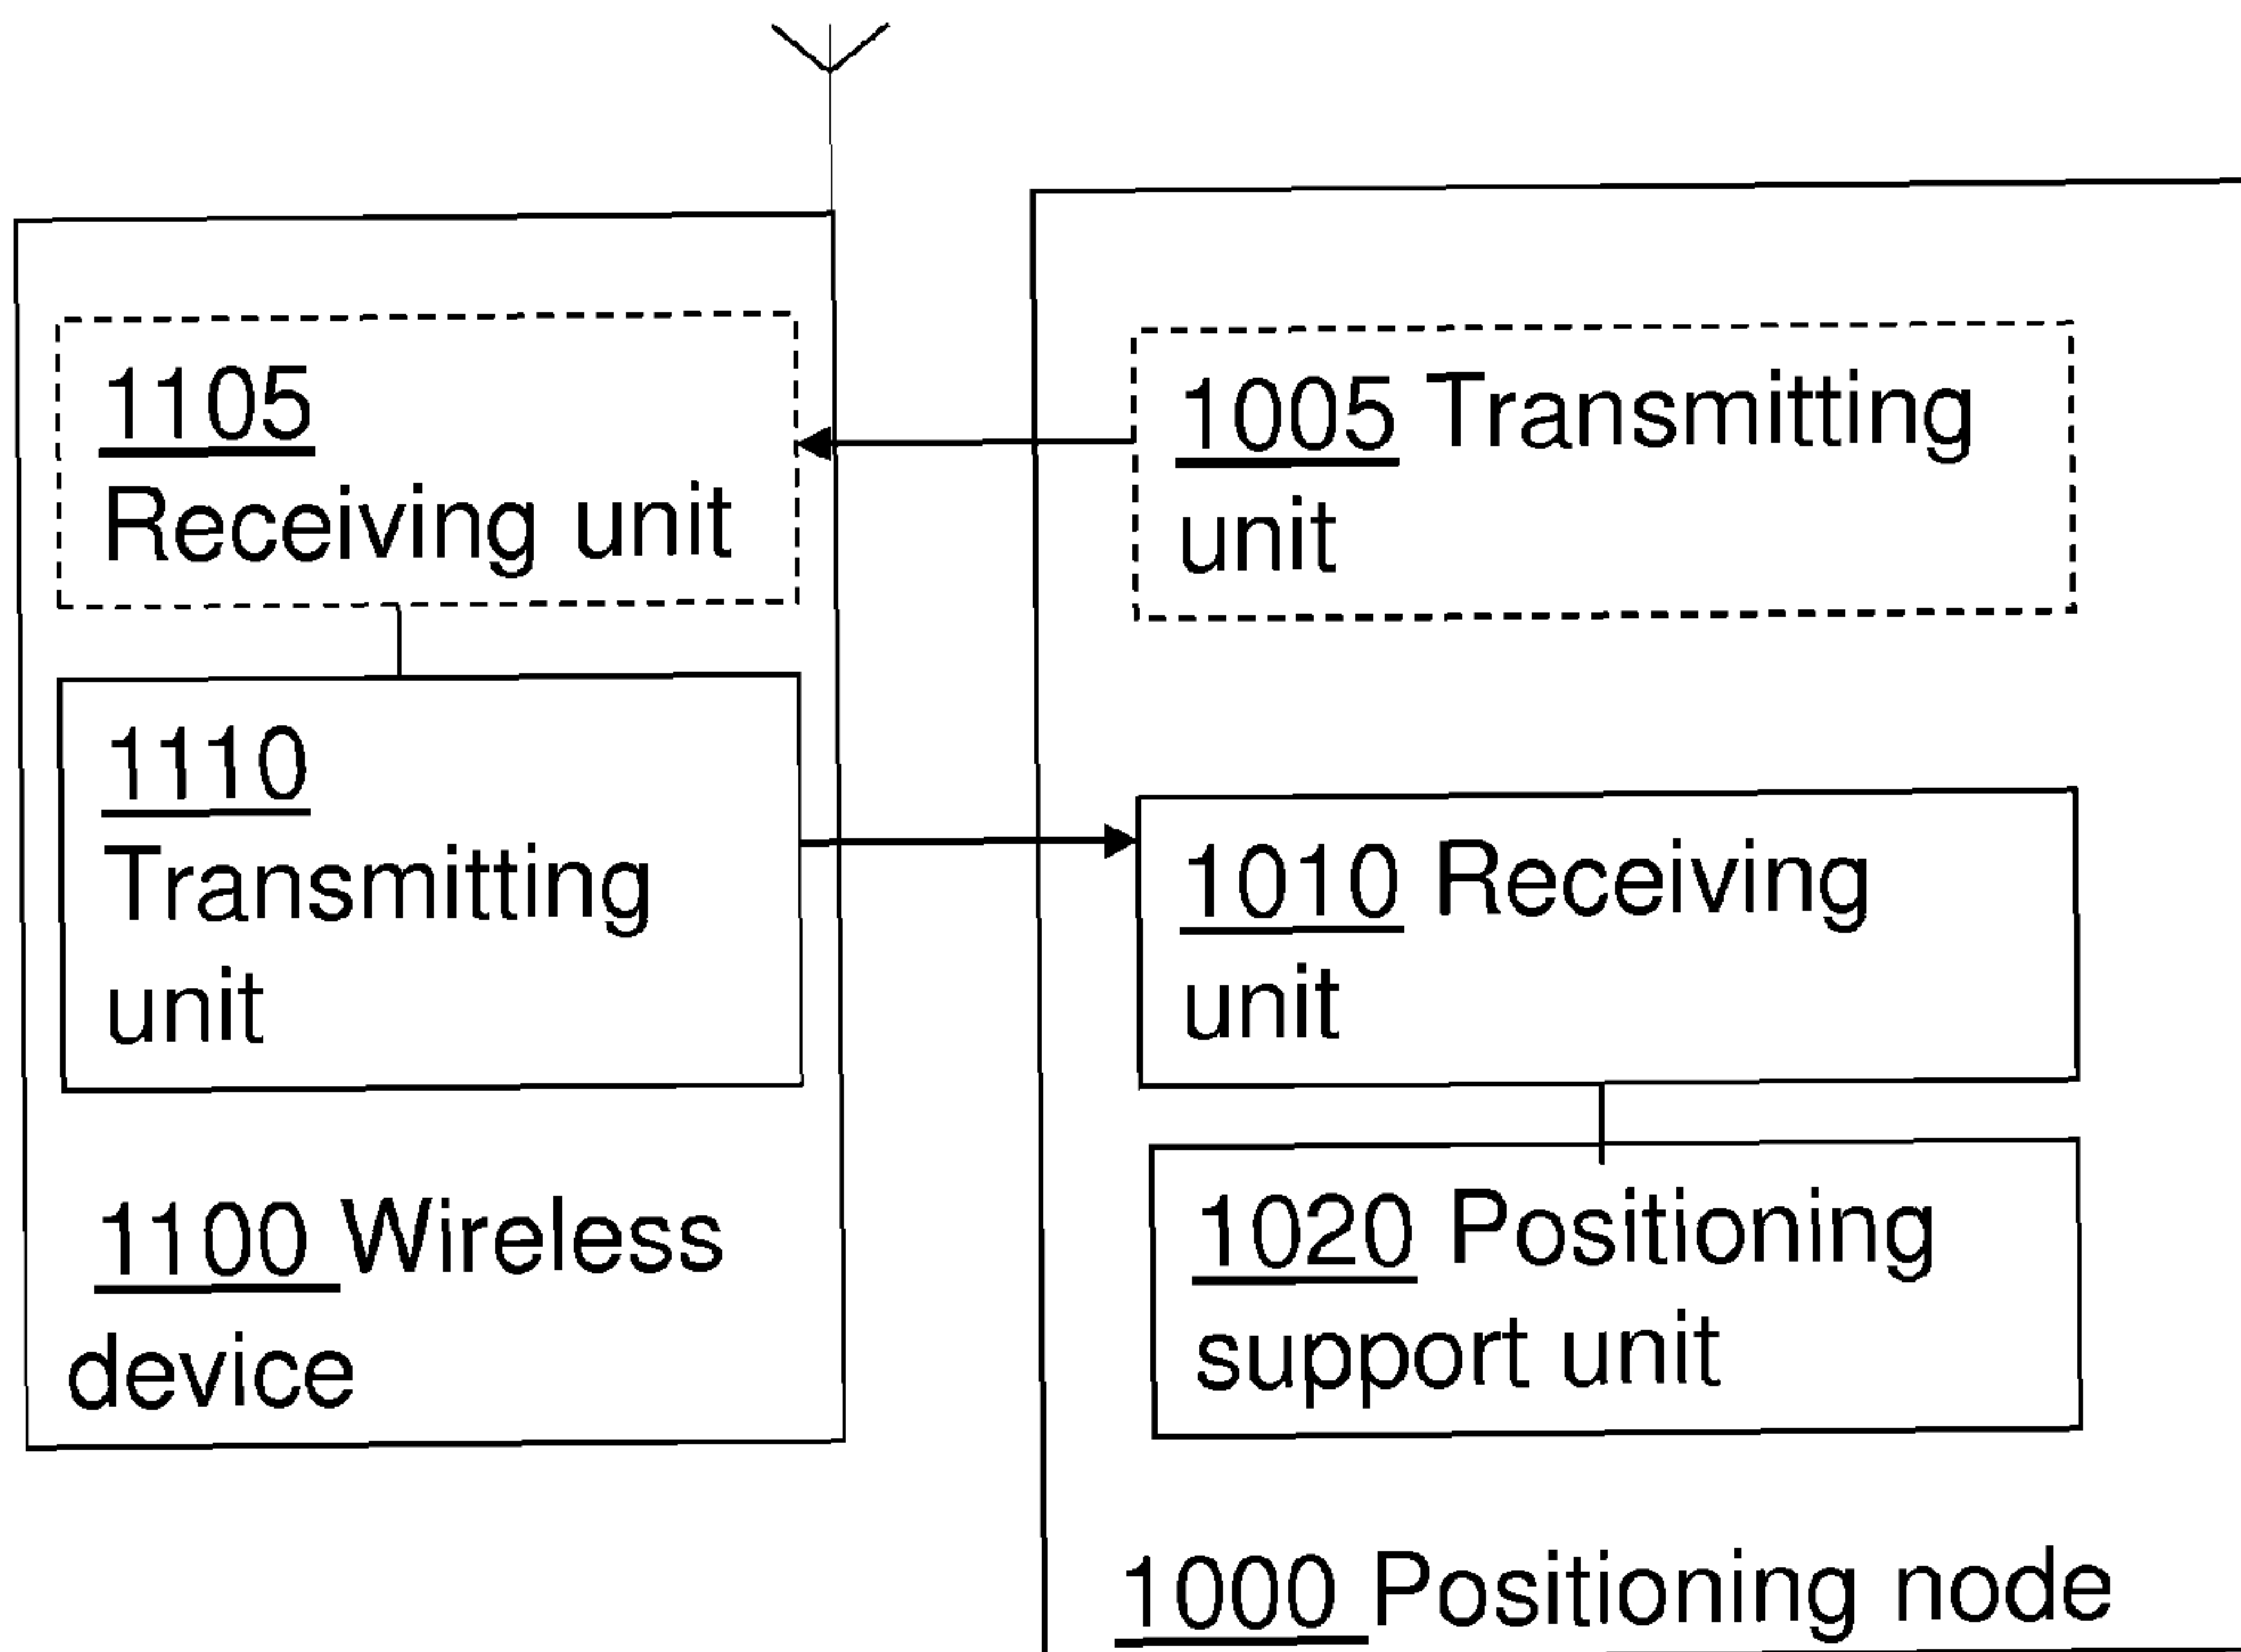 1105
Receiving unit
1110
Transmitting
unit
1100 Wireless
device
1005 Transmitting
unit
1010 Receiving
unit
1020 Positioning
support unit
1000 Positioning node